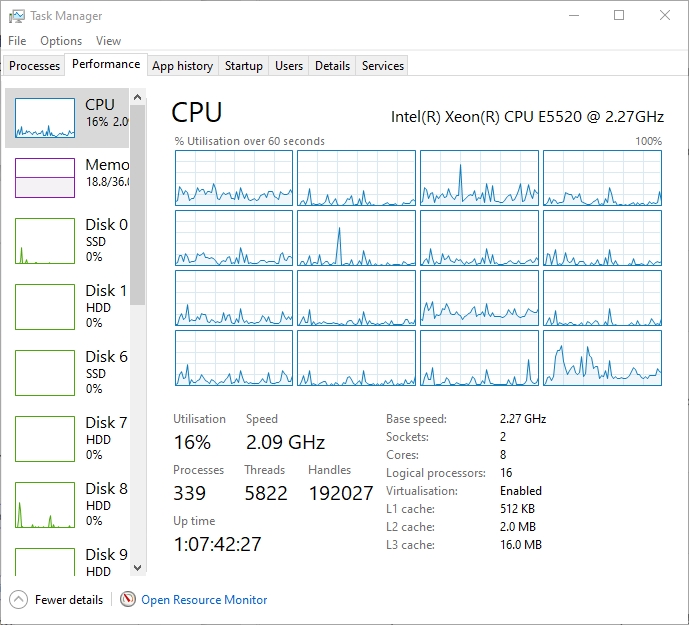 Task Manager
File Options View
Processes Performance App history Startup Users Details Services
CPU
16% 2.0
Memo
18.8/36.0
Disk 0
SSD
0%
Disk 1
HDD
0%
Disk 6
SSD
0%
Disk 7
HDD
0%
Disk 8
HDD
0%
Disk 9
HDD
CPU Intel(R) Xeon(R) CPU E5520 @ 2.27GHz
% Utilisation over 60 seconds 100%
Utilisation Speed
16% 2.09 GHz
Processes Threads Handles
339 5822 192027
Up time
1:07:42:27
Base speed: 2.27 GHz
Sockets: 2
Cores: 8
Logical processors: 16
Virtualisation: Enabled
L1 cache: 512 KB
L2 cache: 2.0 MB
L3 cache: 16.0 MB
Fewer details Open Resource Monitor